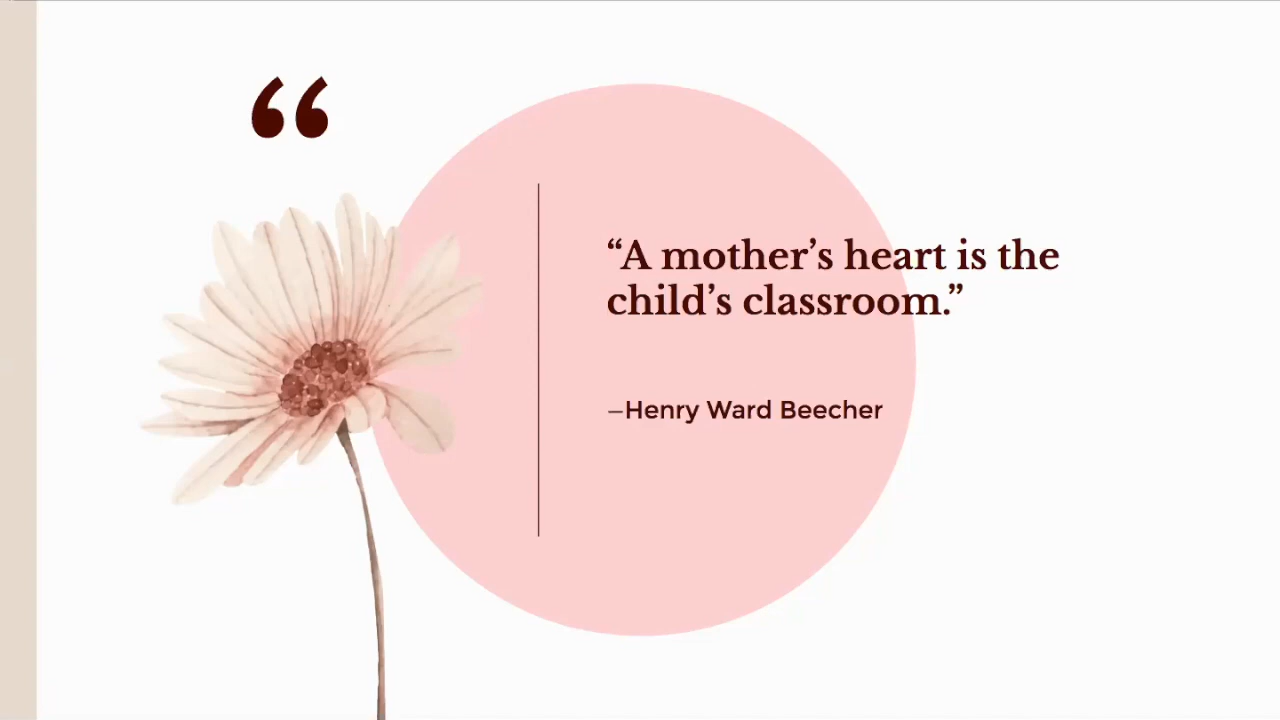 “
“A mother’s heart is the
child’s classroom.”
—Henry Ward Beecher